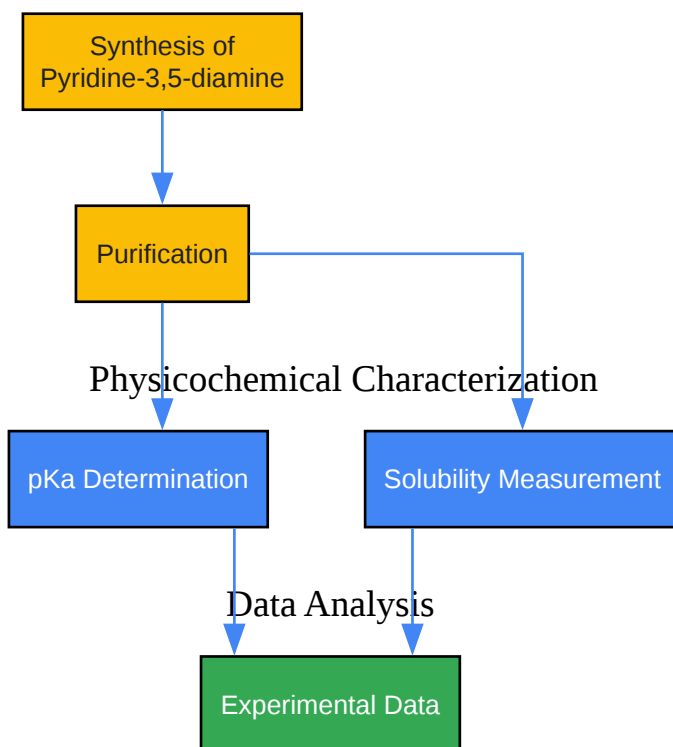 Synthesis of
Pyridine-3,5-diamine
Purification
Physicochemical Characterization
pKa Determination
Solubility Measurement
Data Analysis
Experimental Data